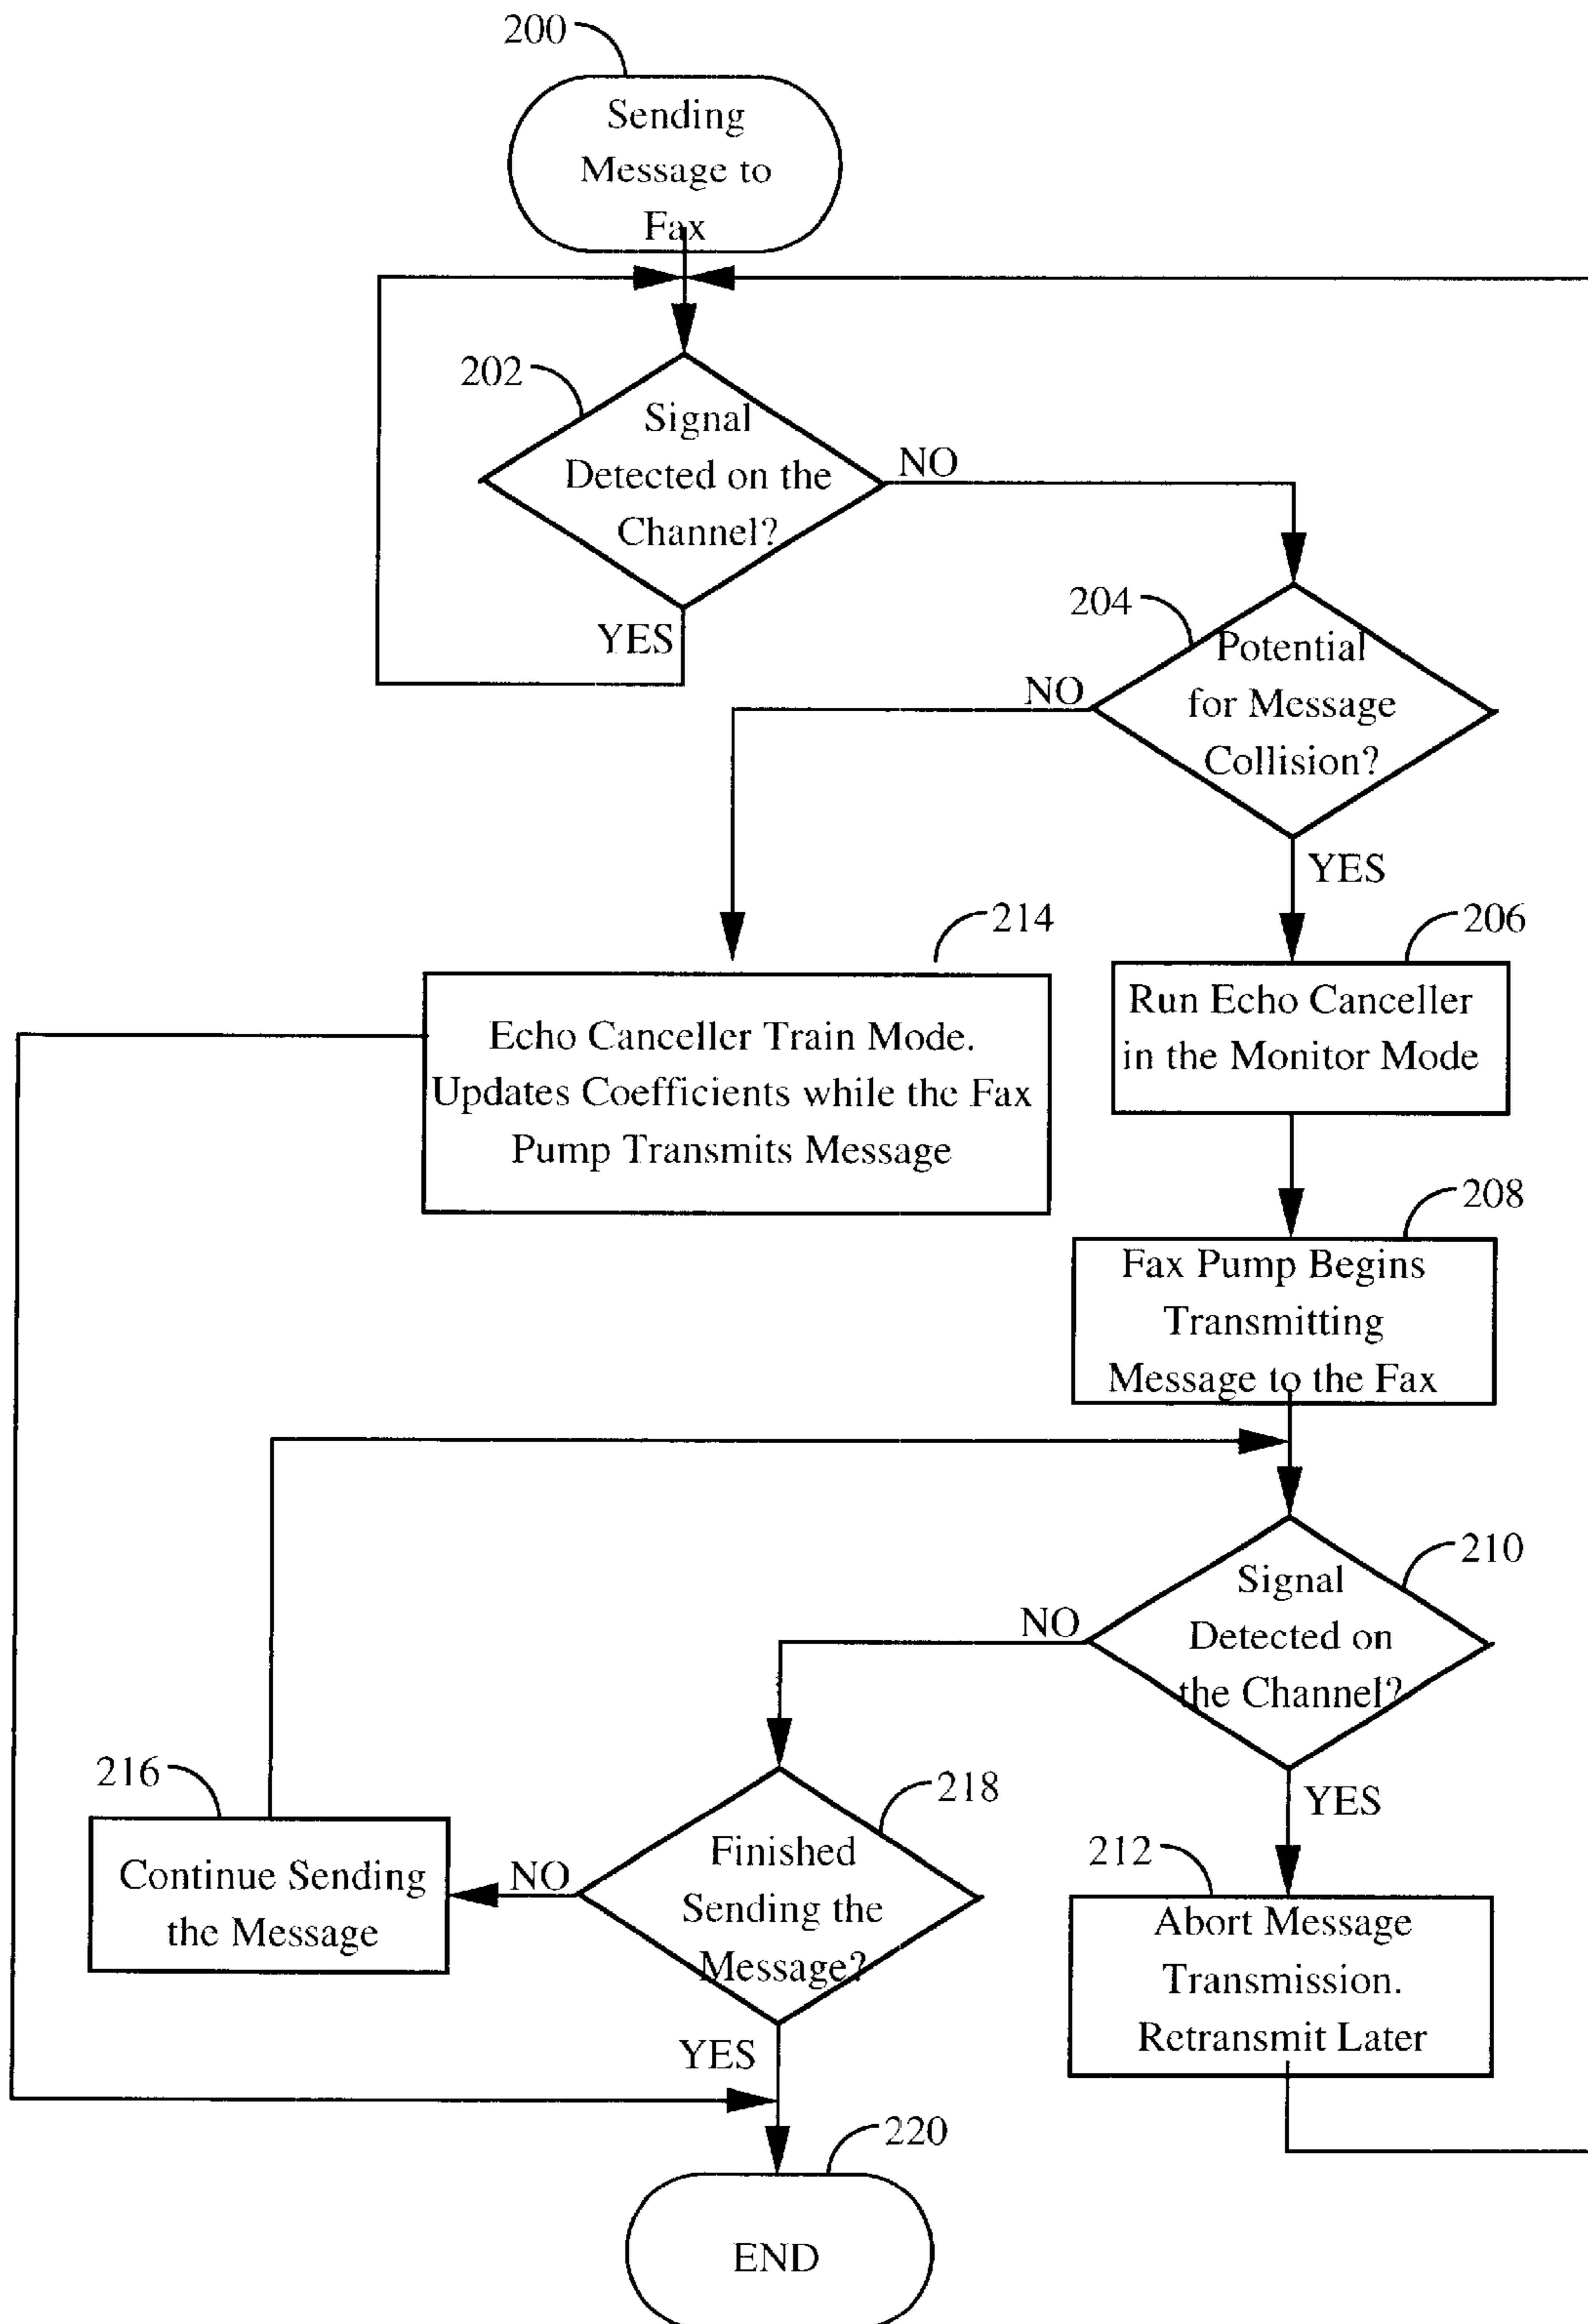 200
Sending
Message to
Fax
202
Signal
Detected on the
Channel?
NO
YES
204
Potential
for Message
Collision?
NO
YES
214
Echo Canceller Train Mode.
Updates Coefficients while the Fax
Pump Transmits Message
206
Run Echo Canceller
in the Monitor Mode
208
Fax Pump Begins
Transmitting
Message to the Fax
210
Signal
Detected on
the Channel?
NO
YES
216
Continue Sending
the Message
NO
218
Finished
Sending the
Message?
YES
212
Abort Message
Transmission.
Retransmit Later
220
END